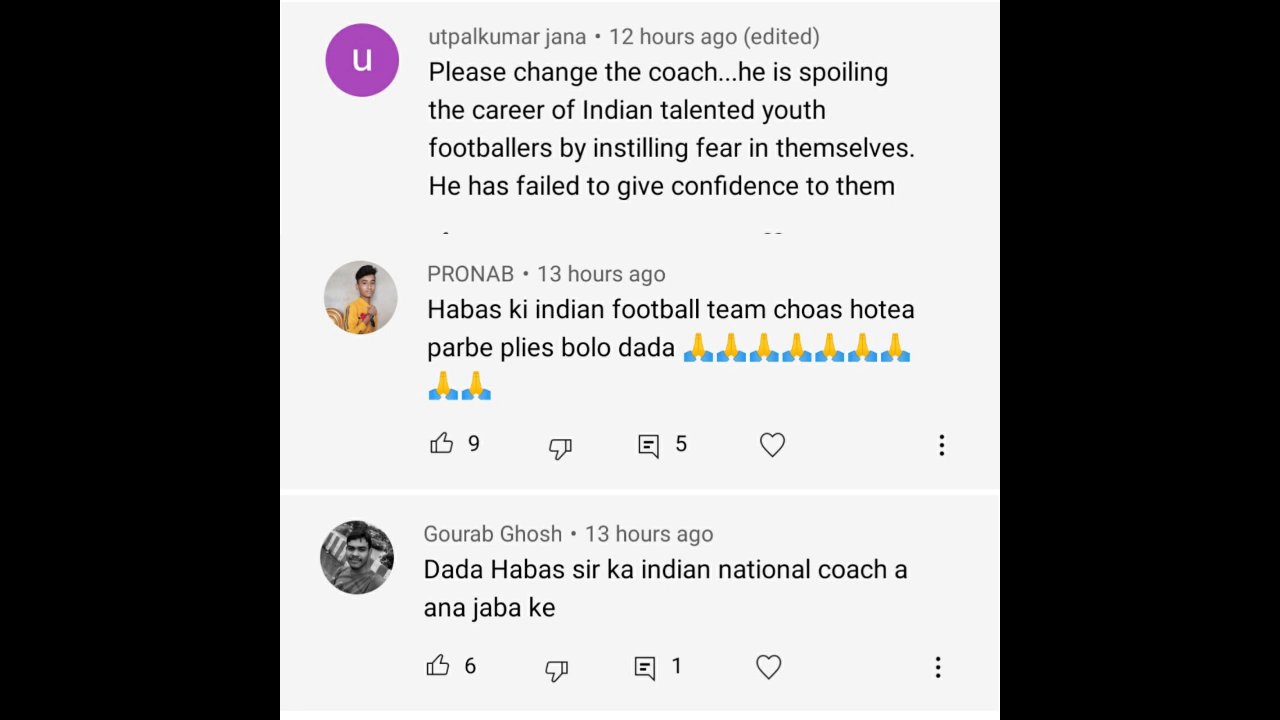 u
utpalkumar jana • 12 hours ago (edited)
Please change the coach...he is spoiling
the career of Indian talented youth
footballers by instilling fear in themselves.
He has failed to give confidence to them
PRONAB • 13 hours ago
Habas ki indian football team choas hotea
parbe plies bolo dada 🙏🙏🙏🙏🙏🙏🙏
🙏🙏
9 5
Gourab Ghosh • 13 hours ago
Dada Habas sir ka indian national coach a
ana jaba ke
6 1